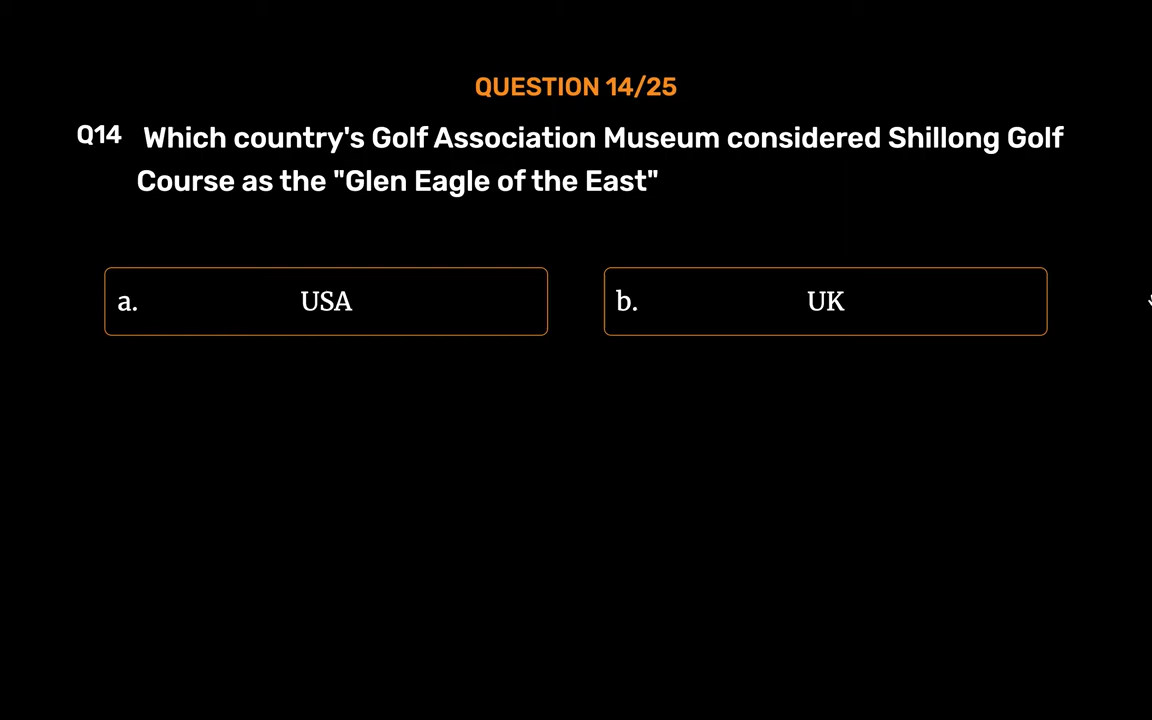 QUESTION 14/25
Q14 Which country's Golf Association Museum considered Shillong Golf
Course as the "Glen Eagle of the East"
a. USA
b. UK